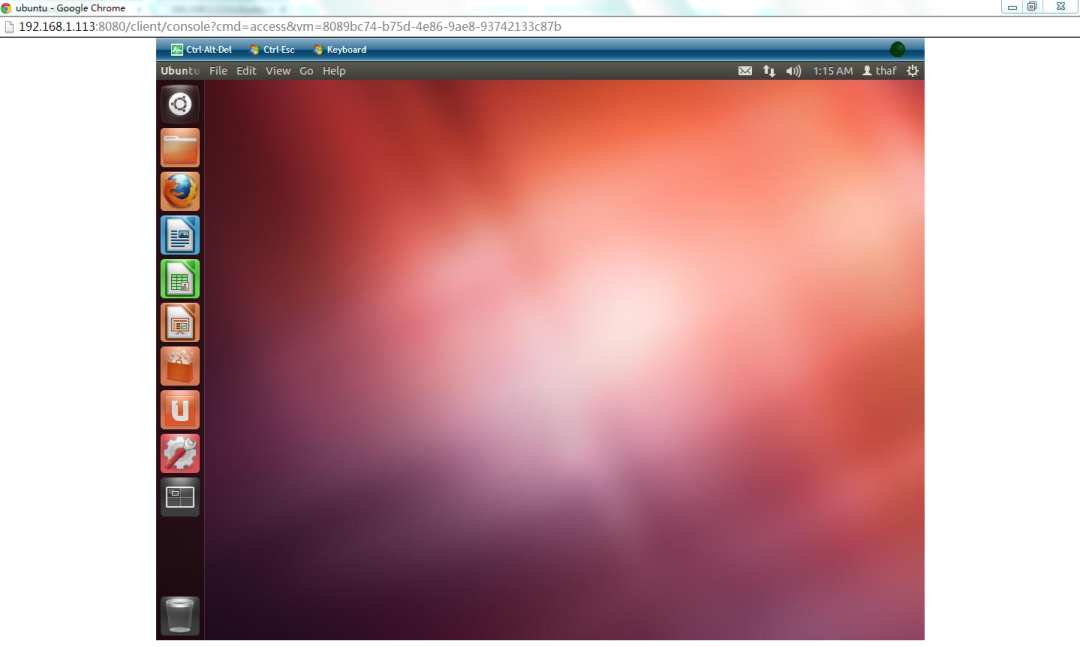 ubuntu - Google Chrome
192.168.1.113:8080/client/console?cmd=access&vm=8089bc74-b75d-4e86-9ae8-93742133c87b
Ctrl-Alt-Del Ctrl-Esc Keyboard
Ubuntu File Edit View Go Help 1:15 AM thaf